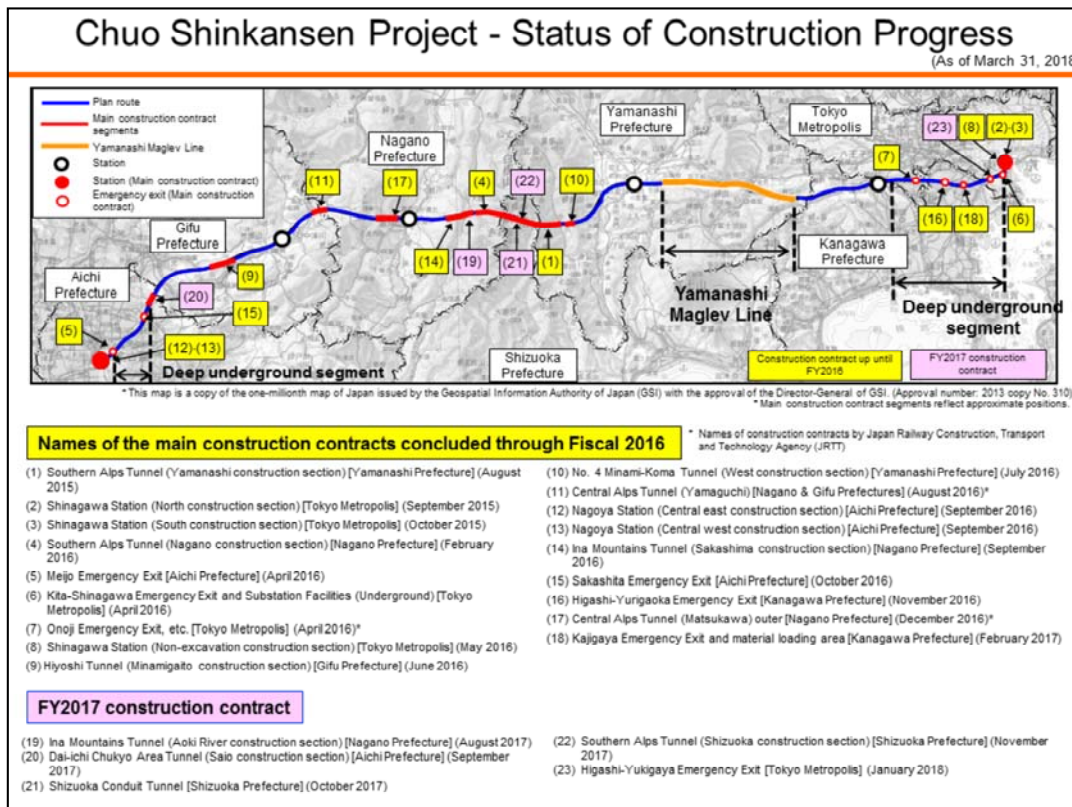 Chuo Shinkansen Project - Status of Construction Progress
(As of March 31, 2018
Plan route
Main construction contract
segments
Yamanashi Maglev Line
Station
Station (Main construction contract)
Emergency exit (Main construction
contract)
Nagano
Prefecture
Yamanashi
Prefecture
Tokyo
Metropolis
(23)
(8)
(2)-(3)
(7)
(11)
(17)
(4)
(22)
(10)
Gifu
Prefecture
(14)
(19)
(21)
(1)
(16)
(18)
(6)
Kanagawa
Prefecture
(9)
Aichi
Prefecture
(20)
(15)
(5)
(12)-(13)
Yamanashi
Maglev Line
Deep underground
segment
Deep underground segment
Shizuoka
Prefecture
Construction contract up until
FY2016
FY2017 construction
contract
* This map is a copy of the one-millionth map of Japan issued by the Geospatial Information Authority of Japan (GSI) with the approval of the Director-General of GSI. (Approval number: 2013 copy No. 310)
* Main construction contract segments reflect approximate positions.
Names of the main construction contracts concluded through Fiscal 2016
* Names of construction contracts by Japan Railway Construction, Transport
and Technology Agency (JRTT)
(1) Southern Alps Tunnel (Yamanashi construction section) [Yamanashi Prefecture] (August
2015)
(2) Shinagawa Station (North construction section) [Tokyo Metropolis] (September 2015)
(3) Shinagawa Station (South construction section) [Tokyo Metropolis] (October 2015)
(4) Southern Alps Tunnel (Nagano construction section) [Nagano Prefecture] (February
2016)
(5) Meijo Emergency Exit [Aichi Prefecture] (April 2016)
(6) Kita-Shinagawa Emergency Exit and Substation Facilities (Underground) [Tokyo
Metropolis] (April 2016)
(7) Onoji Emergency Exit, etc. [Tokyo Metropolis] (April 2016)*
(8) Shinagawa Station (Non-excavation construction section) [Tokyo Metropolis] (May 2016)
(9) Hiyoshi Tunnel (Minamigaito construction section) [Gifu Prefecture] (June 2016)
(10) No. 4 Minami-Koma Tunnel (West construction section) [Yamanashi Prefecture] (July 2016)
(11) Central Alps Tunnel (Yamaguchi) [Nagano & Gifu Prefectures] (August 2016)*
(12) Nagoya Station (Central east construction section) [Aichi Prefecture] (September 2016)
(13) Nagoya Station (Central west construction section) [Aichi Prefecture] (September 2016)
(14) Ina Mountains Tunnel (Sakashima construction section) [Nagano Prefecture] (September
2016)
(15) Sakashita Emergency Exit [Aichi Prefecture] (October 2016)
(16) Higashi-Yurigaoka Emergency Exit [Kanagawa Prefecture] (November 2016)
(17) Central Alps Tunnel (Matsukawa) outer [Nagano Prefecture] (December 2016)*
(18) Kajigaya Emergency Exit and material loading area [Kanagawa Prefecture] (February 2017)
FY2017 construction contract
(19) Ina Mountains Tunnel (Aoki River construction section) [Nagano Prefecture] (August 2017)
(20) Dai-ichi Chukyo Area Tunnel (Saio construction section) [Aichi Prefecture] (September
2017)
(21) Shizuoka Conduit Tunnel [Shizuoka Prefecture] (October 2017)
(22) Southern Alps Tunnel (Shizuoka construction section) [Shizuoka Prefecture] (November
2017)
(23) Higashi-Yukigaya Emergency Exit [Tokyo Metropolis] (January 2018)